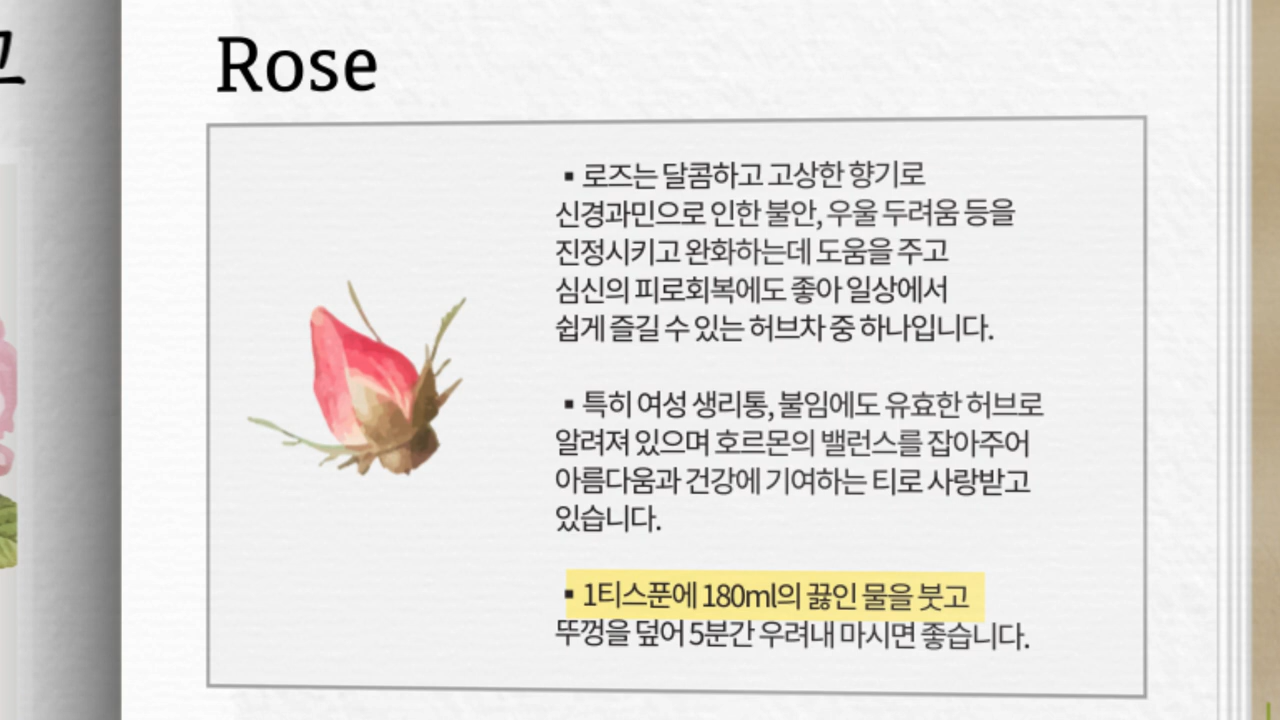 Rose
▪ 로즈는 달콤하고 고상한 향기로
신경과민으로 인한 불안, 우울 두려움 등을
진정시키고 완화하는데 도움을 주고
심신의 피로회복에도 좋아 일상에서
쉽게 즐길 수 있는 허브차 중 하나입니다.
▪ 특히 여성 생리통, 불임에도 유효한 허브로
알려져 있으며 호르몬의 밸런스를 잡아주어
아름다움과 건강에 기여하는 티로 사랑받고
있습니다.
▪ 1티스푼에 180ml의 끓인 물을 붓고
뚜껑을 덮어 5분간 우려내 마시면 좋습니다.